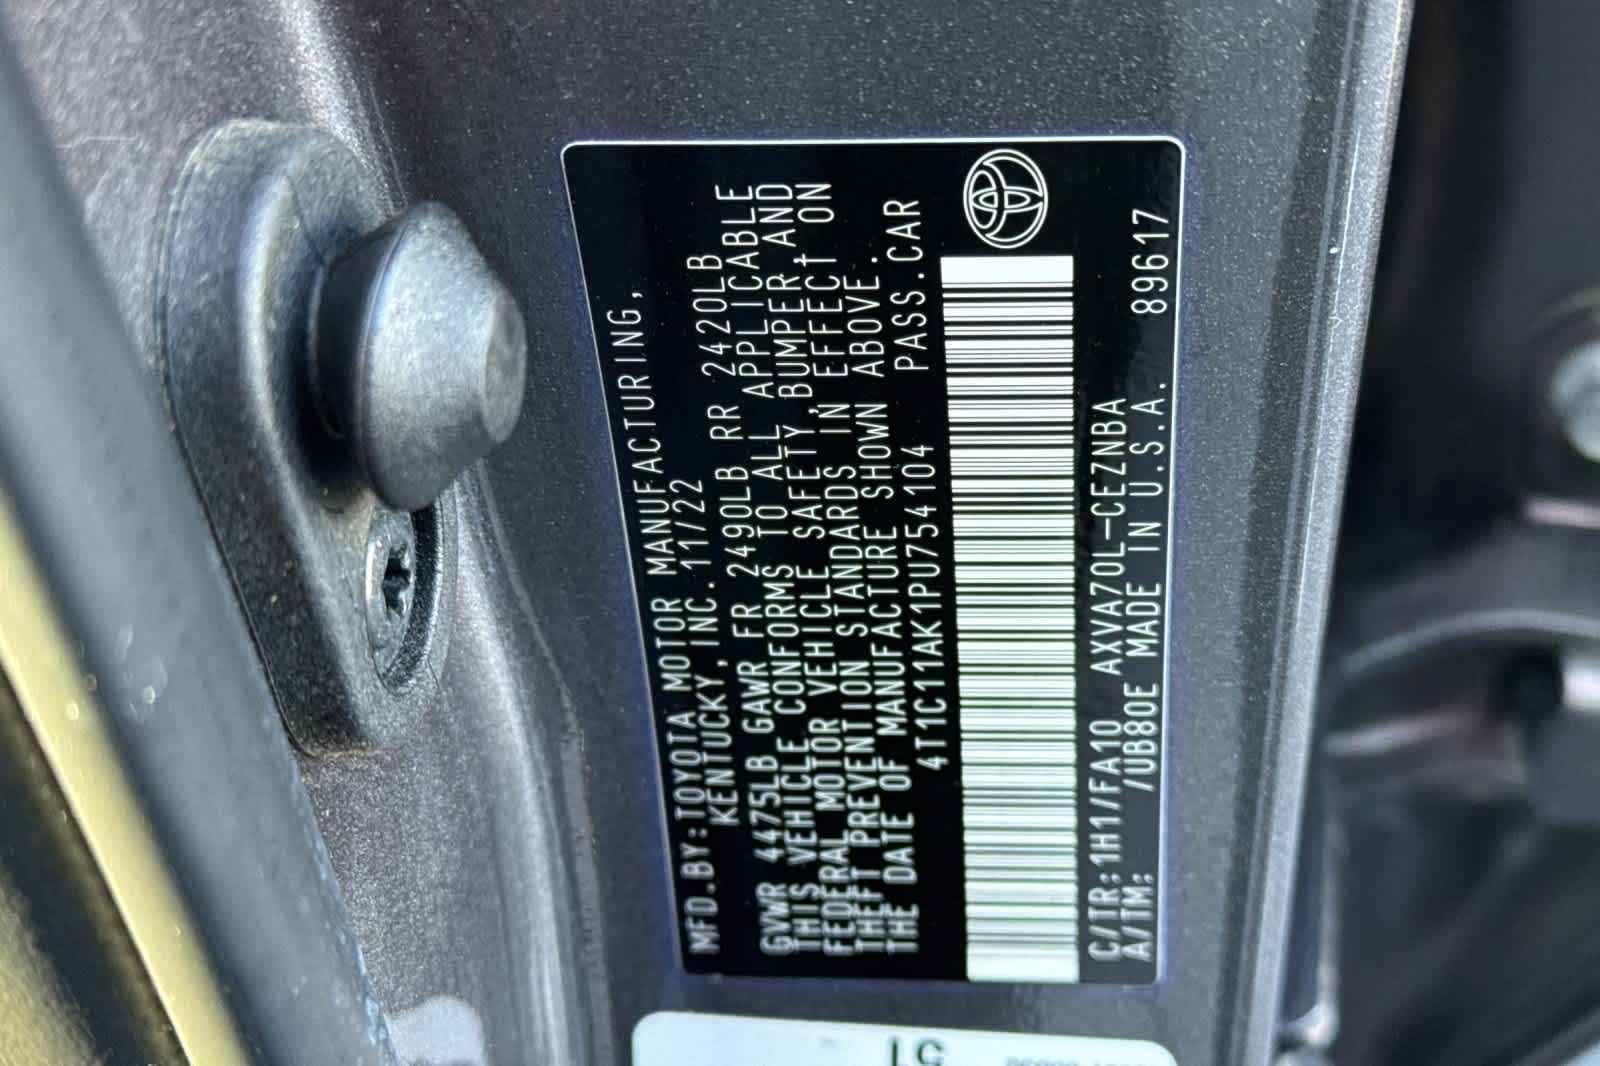 MFD.BY:TOYOTA MOTOR MANUFACTURING,
KENTUCKY, INC. 11/22
GVWR 4475LB GAWR FR 2490LB RR 2420LB
THIS VEHICLE CONFORMS TO ALL APPLICABLE
FEDERAL MOTOR VEHICLE SAFETY, BUMPER AND
THEFT PREVENTION STANDARDS IN EFFECT ON
THE DATE OF MANUFACTURE SHOWN ABOVE.
4T1C11AK1PU754104 PASS.CAR
C/TR:1H1/FA10 AXVA70L-CEZNBA
A/TM: /UB80E MADE IN U.S.A. 89617
51